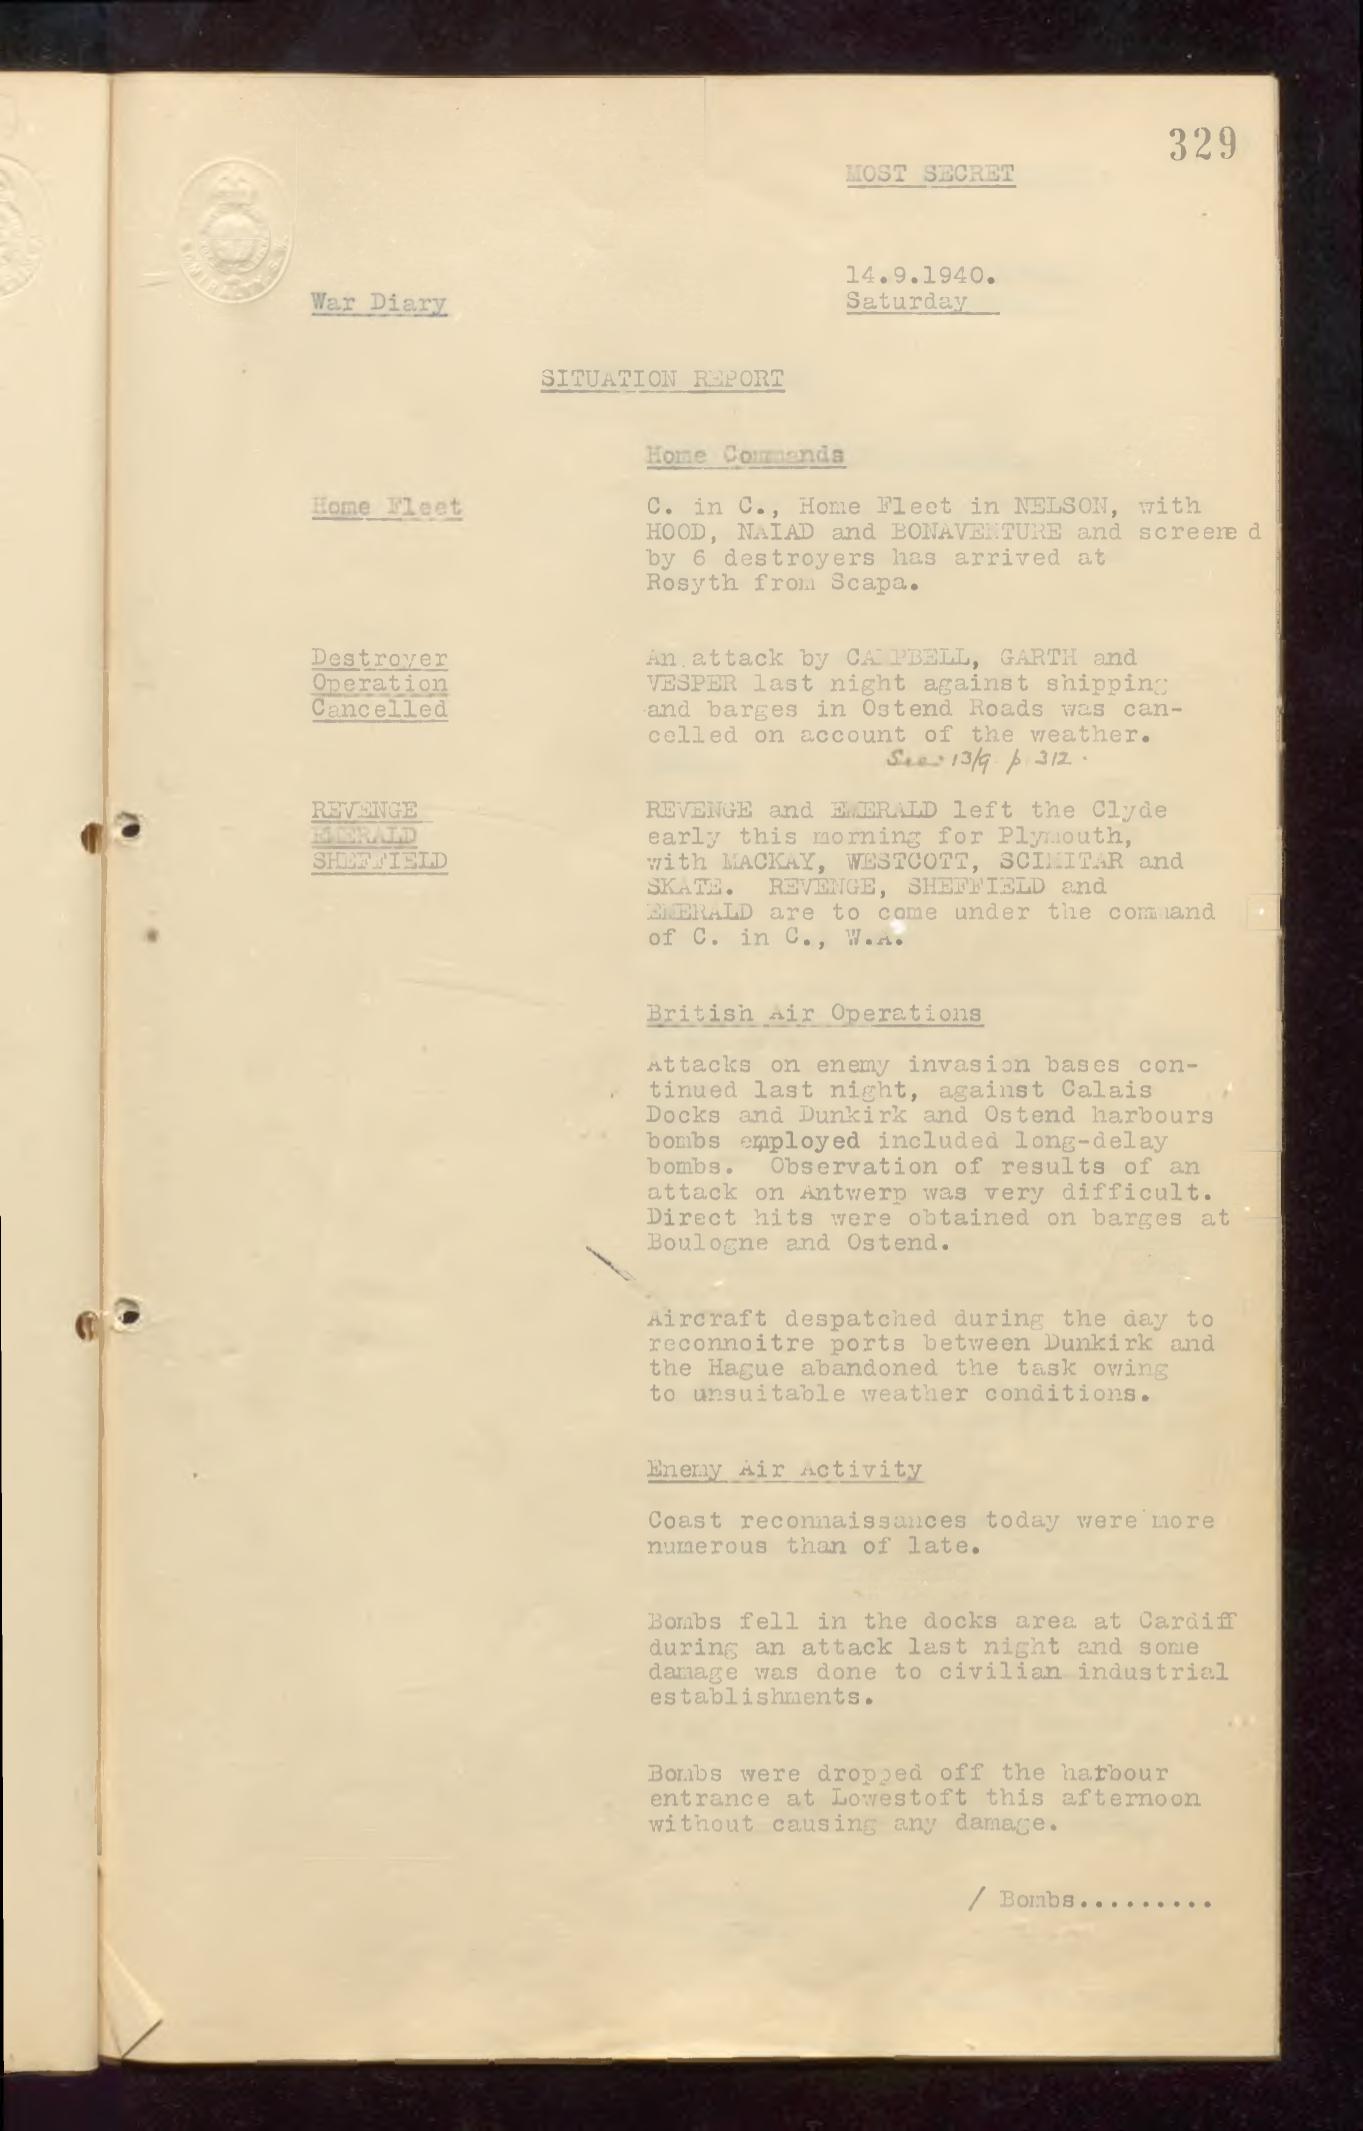 329
MOST SECRET
14.9.1940.
War Diary
Saturday
SITUATION REPORT
Home Commands
Home Fleet
C. in C., Home Fleet in NELSON, with
HOOD, NAIAD and BONAVENTURE and screened
by 6 destroyers has arrived at
Rosyth from Scapa.
Destroyer
Operation
Cancelled
An attack by CAMPBELL, GARTH and
VESPER last night against shipping
and barges in Ostend Roads was can-
celled on account of the weather.
See 13/9 p 312.
REVENGE
EMERALD
SHEFFIELD
REVENGE and EMERALD left the Clyde
early this morning for Plymouth,
with MACKAY, WESTCOTT, SCIMITAR and
SKATE. REVENGE, SHEFFIELD and
EMERALD are to come under the command
of C. in C., W.A.
British Air Operations
Attacks on enemy invasion bases con-
tinued last night, against Calais
Docks and Dunkirk and Ostend harbours
bombs employed included long-delay
bombs. Observation of results of an
attack on Antwerp was very difficult.
Direct hits were obtained on barges at
Boulogne and Ostend.
Aircraft despatched during the day to
reconnoitre ports between Dunkirk and
the Hague abandoned the task owing
to unsuitable weather conditions.
Enemy Air Activity
Coast reconnaissances today were more
numerous than of late.
Bombs fell in the docks area at Cardiff
during an attack last night and some
damage was done to civilian industrial
establishments.
Bombs were dropped off the harbour
entrance at Lowestoft this afternoon
without causing any damage.
/ Bombs.........